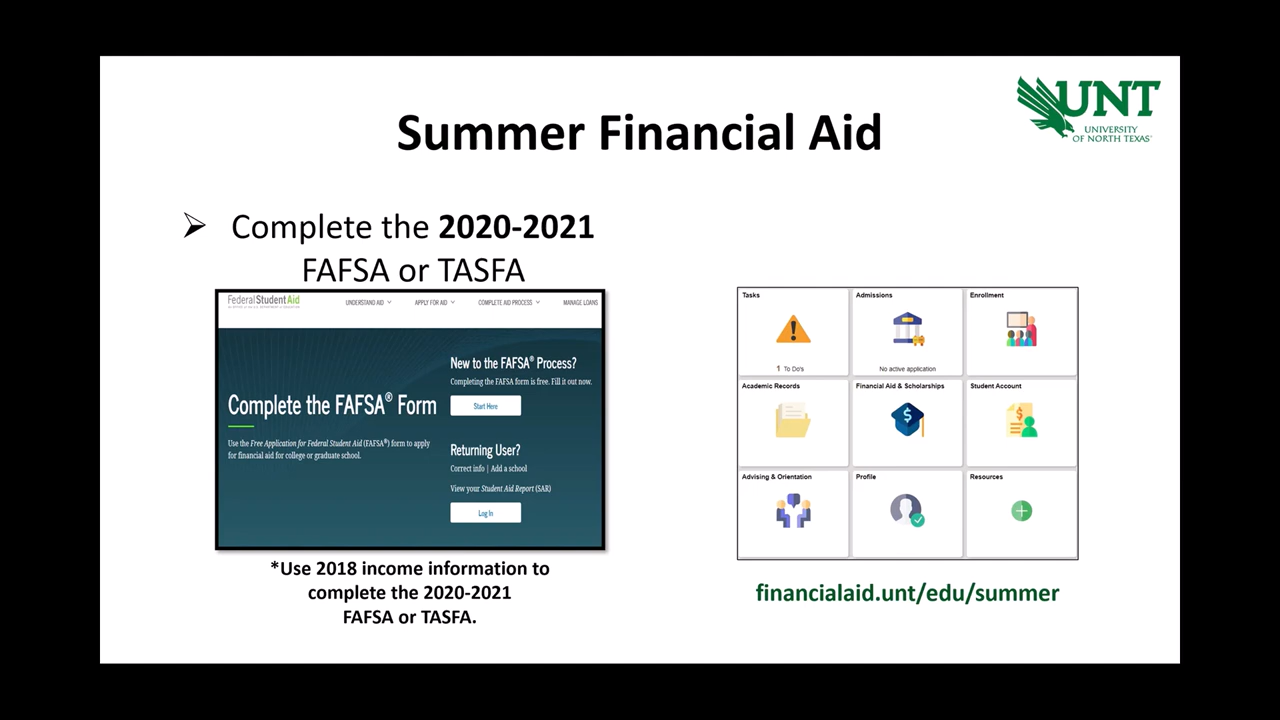 UNT
UNIVERSITY
OF NORTH TEXAS
Summer Financial Aid
Complete the 2020-2021
FAFSA or TASFA
Federal Student Aid
UNDERSTAND AID
APPLY FOR AID
COMPLETE AID PROCESS
MANAGE LOANS
Complete the FAFSA® Form
Use the Free Application for Federal Student Aid (FAFSA®) form to apply
for financial aid for college or graduate school.
New to the FAFSA® Process?
Completing the FAFSA form is free. Fill it out now.
Start Here
Returning User?
Correct info | Add a school
View your Student Aid Report (SAR)
Log In
*Use 2018 income information to
complete the 2020-2021
FAFSA or TASFA.
Tasks
1 To Do's
Admissions
No active application
Enrollment
Academic Records
Financial Aid & Scholarships
Student Account
Advising & Orientation
Profile
Resources
financialaid.unt/edu/summer